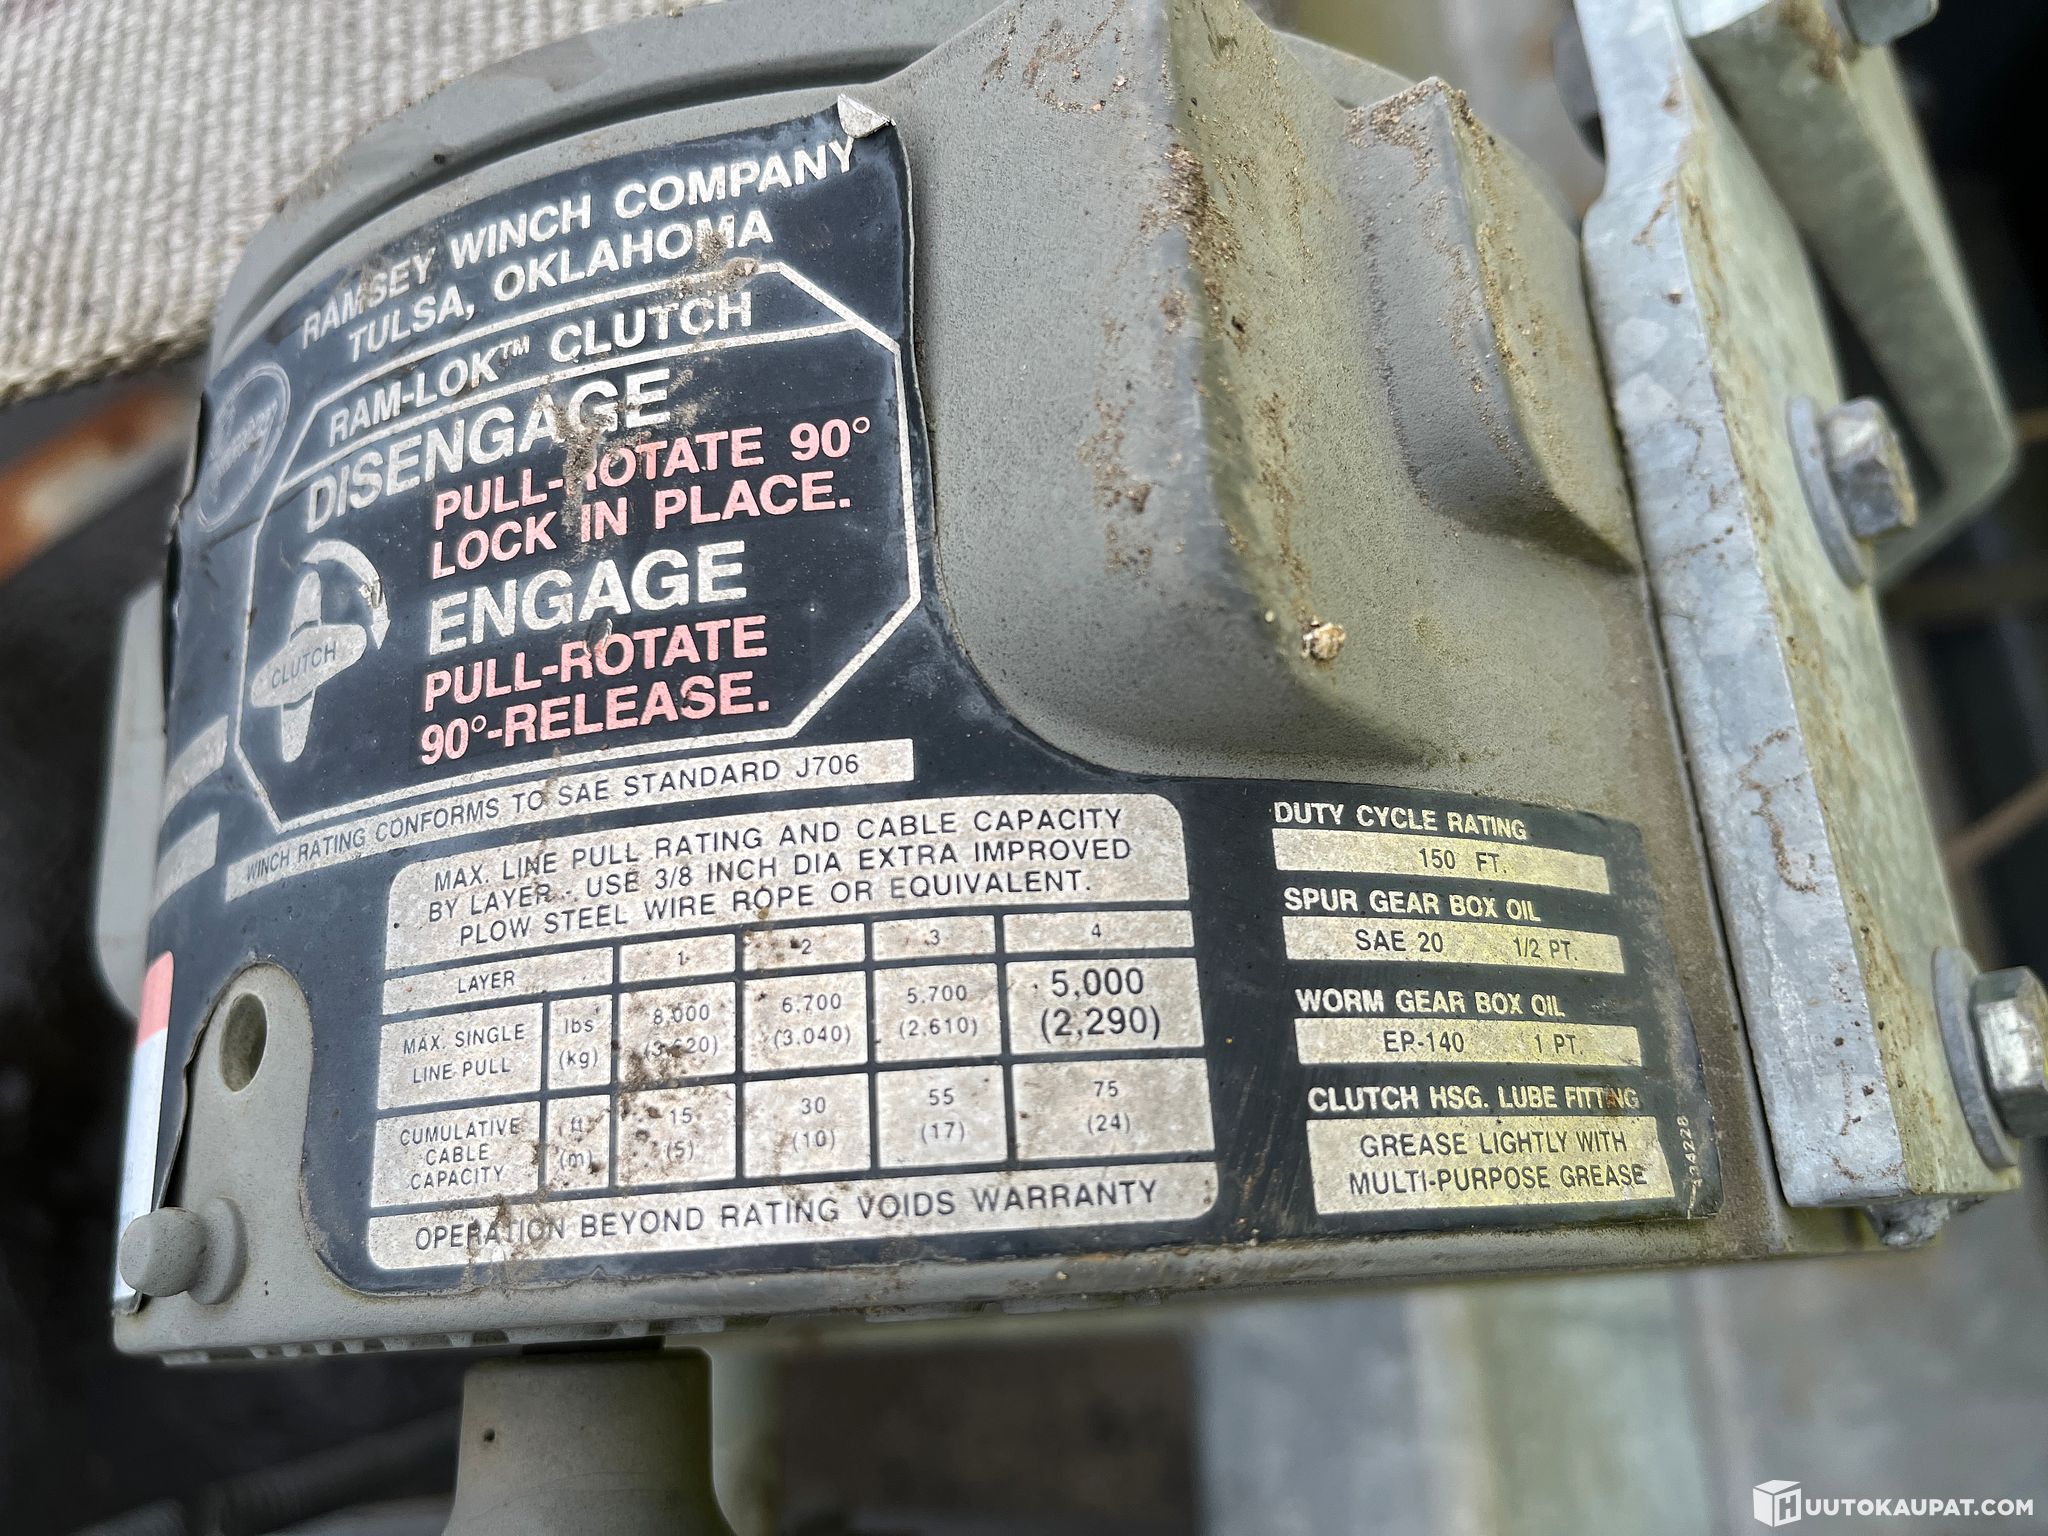 RAMSEY WINCH COMPANY
TULSA, OKLAHOMA
RAM-LOK™ CLUTCH
DISENGAGE
PULL-ROTATE 90°
LOCK IN PLACE.
ENGAGE
PULL-ROTATE
90°-RELEASE.
CLUTCH
WINCH RATING CONFORMS TO SAE STANDARD J706
MAX. LINE PULL RATING AND CABLE CAPACITY
BY LAYER - USE 3/8 INCH DIA EXTRA IMPROVED
PLOW STEEL WIRE ROPE OR EQUIVALENT.
LAYER 1 2 3 4
MAX. SINGLE LINE PULL lbs (kg) 8,000 (3,620) 6,700 (3,040) 5,700 (2,610) 5,000 (2,290)
CUMULATIVE CABLE CAPACITY (ft) (m) 15 (5) 30 (10) 55 (17) 75 (24)
OPERATION BEYOND RATING VOIDS WARRANTY
DUTY CYCLE RATING
150 FT.
SPUR GEAR BOX OIL
SAE 20 1/2 PT.
WORM GEAR BOX OIL
EP-140 1 PT.
CLUTCH HSG. LUBE FITTING
GREASE LIGHTLY WITH
MULTI-PURPOSE GREASE
HUUTOKAUPAT.COM